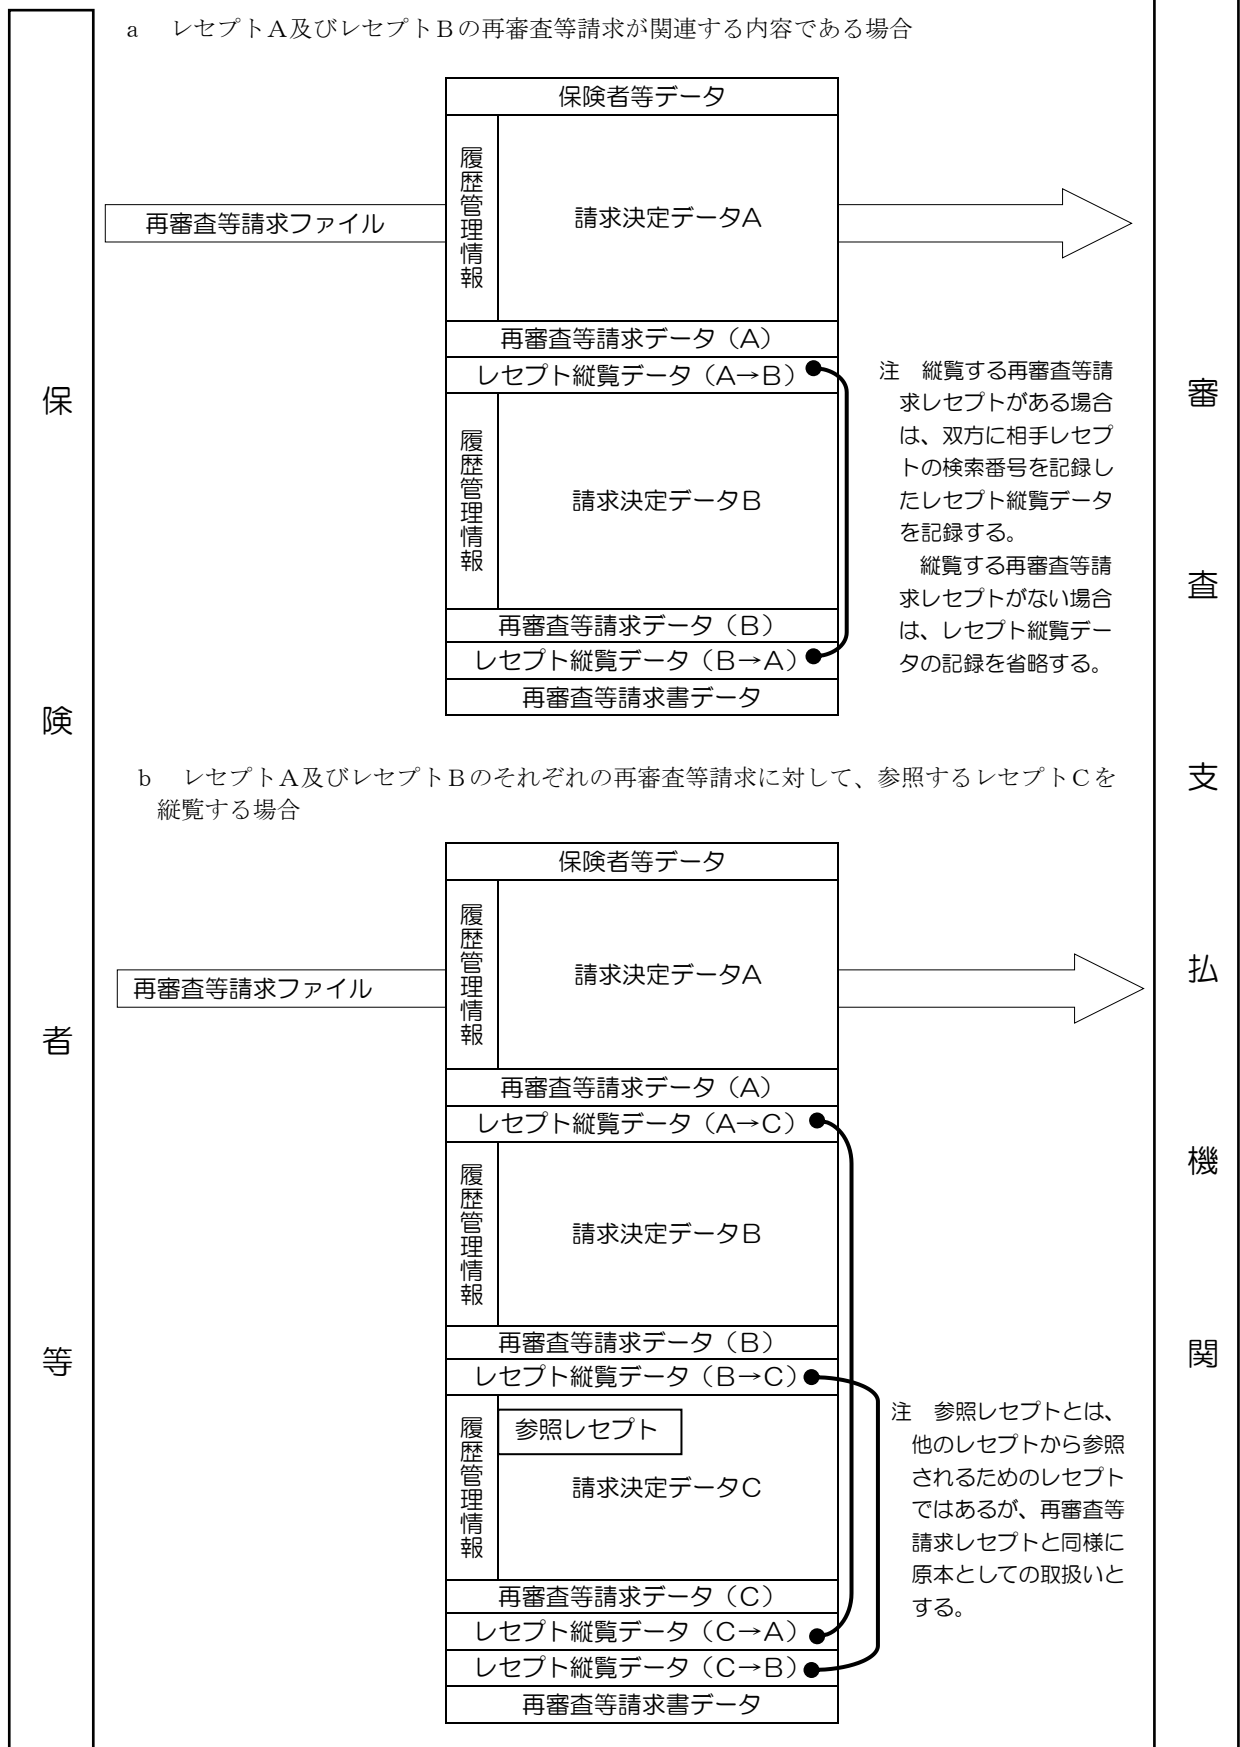 a　レセプトＡ及びレセプトＢの再審査等請求が関連する内容である場合
保険者等
再審査等請求ファイル
保険者等データ
履歴管理情報
請求決定データA
再審査等請求データ（A）
レセプト縦覧データ（A→B）
履歴管理情報
請求決定データB
再審査等請求データ（B）
レセプト縦覧データ（B→A）
再審査等請求書データ
注　縦覧する再審査等請
求レセプトがある場合
は、双方に相手レセプ
トの検索番号を記録し
たレセプト縦覧データ
を記録する。
縦覧する再審査等請
求レセプトがない場合
は、レセプト縦覧デー
タの記録を省略する。
審査支払機関
b　レセプトＡ及びレセプトＢのそれぞれの再審査等請求に対して、参照するレセプトＣを
縦覧する場合
再審査等請求ファイル
保険者等データ
履歴管理情報
請求決定データA
再審査等請求データ（A）
レセプト縦覧データ（A→C）
履歴管理情報
請求決定データB
再審査等請求データ（B）
レセプト縦覧データ（B→C）
履歴管理情報
参照レセプト
請求決定データC
再審査等請求データ（C）
レセプト縦覧データ（C→A）
レセプト縦覧データ（C→B）
再審査等請求書データ
注　参照レセプトとは、
他のレセプトから参照
されるためのレセプト
ではあるが、再審査等
請求レセプトと同様に
原本としての取扱いと
する。